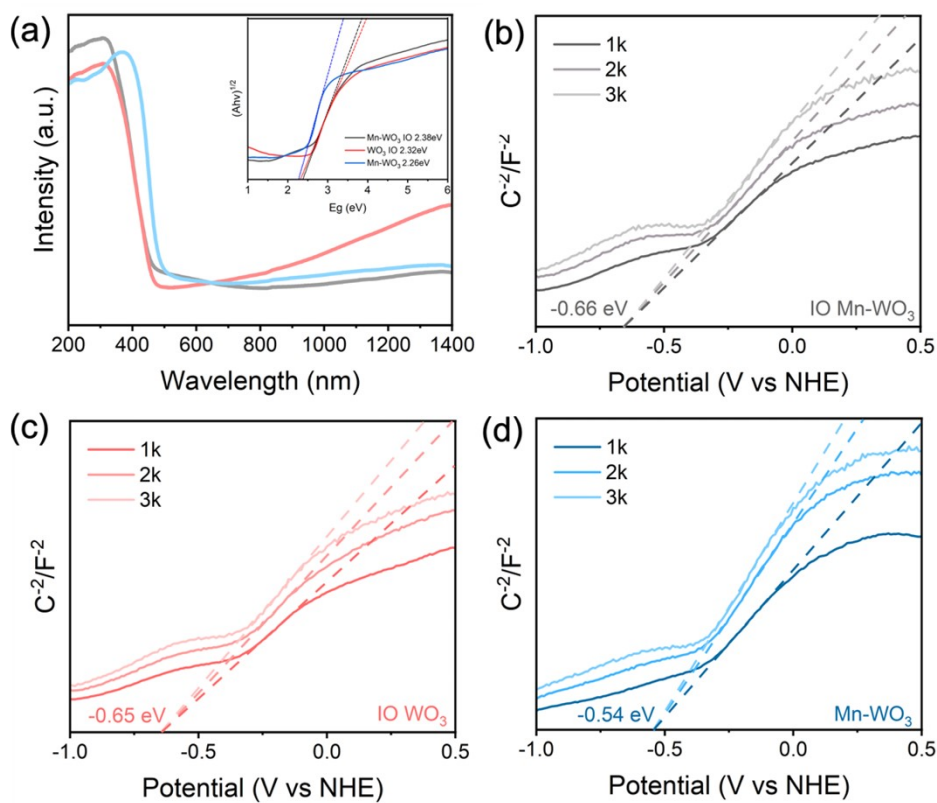 (a)
Intensity (a.u.)
200 400 600 800 1000 1200 1400
Wavelength (nm)
(Ahv)^1/2
Mn-WO₃ IO 2.38eV
WO₃ IO 2.32eV
Mn-WO₃ 2.26eV
1 2 3 4 5 6
Eg (eV)
(b)
1k
2k
3k
C⁻²/F⁻²
-0.66 eV
IO Mn-WO₃
-1.0 -0.5 0.0 0.5
Potential (V vs NHE)
(c)
1k
2k
3k
C⁻²/F⁻²
-0.65 eV
IO WO₃
-1.0 -0.5 0.0 0.5
Potential (V vs NHE)
(d)
1k
2k
3k
C⁻²/F⁻²
-0.54 eV
Mn-WO₃
-1.0 -0.5 0.0 0.5
Potential (V vs NHE)